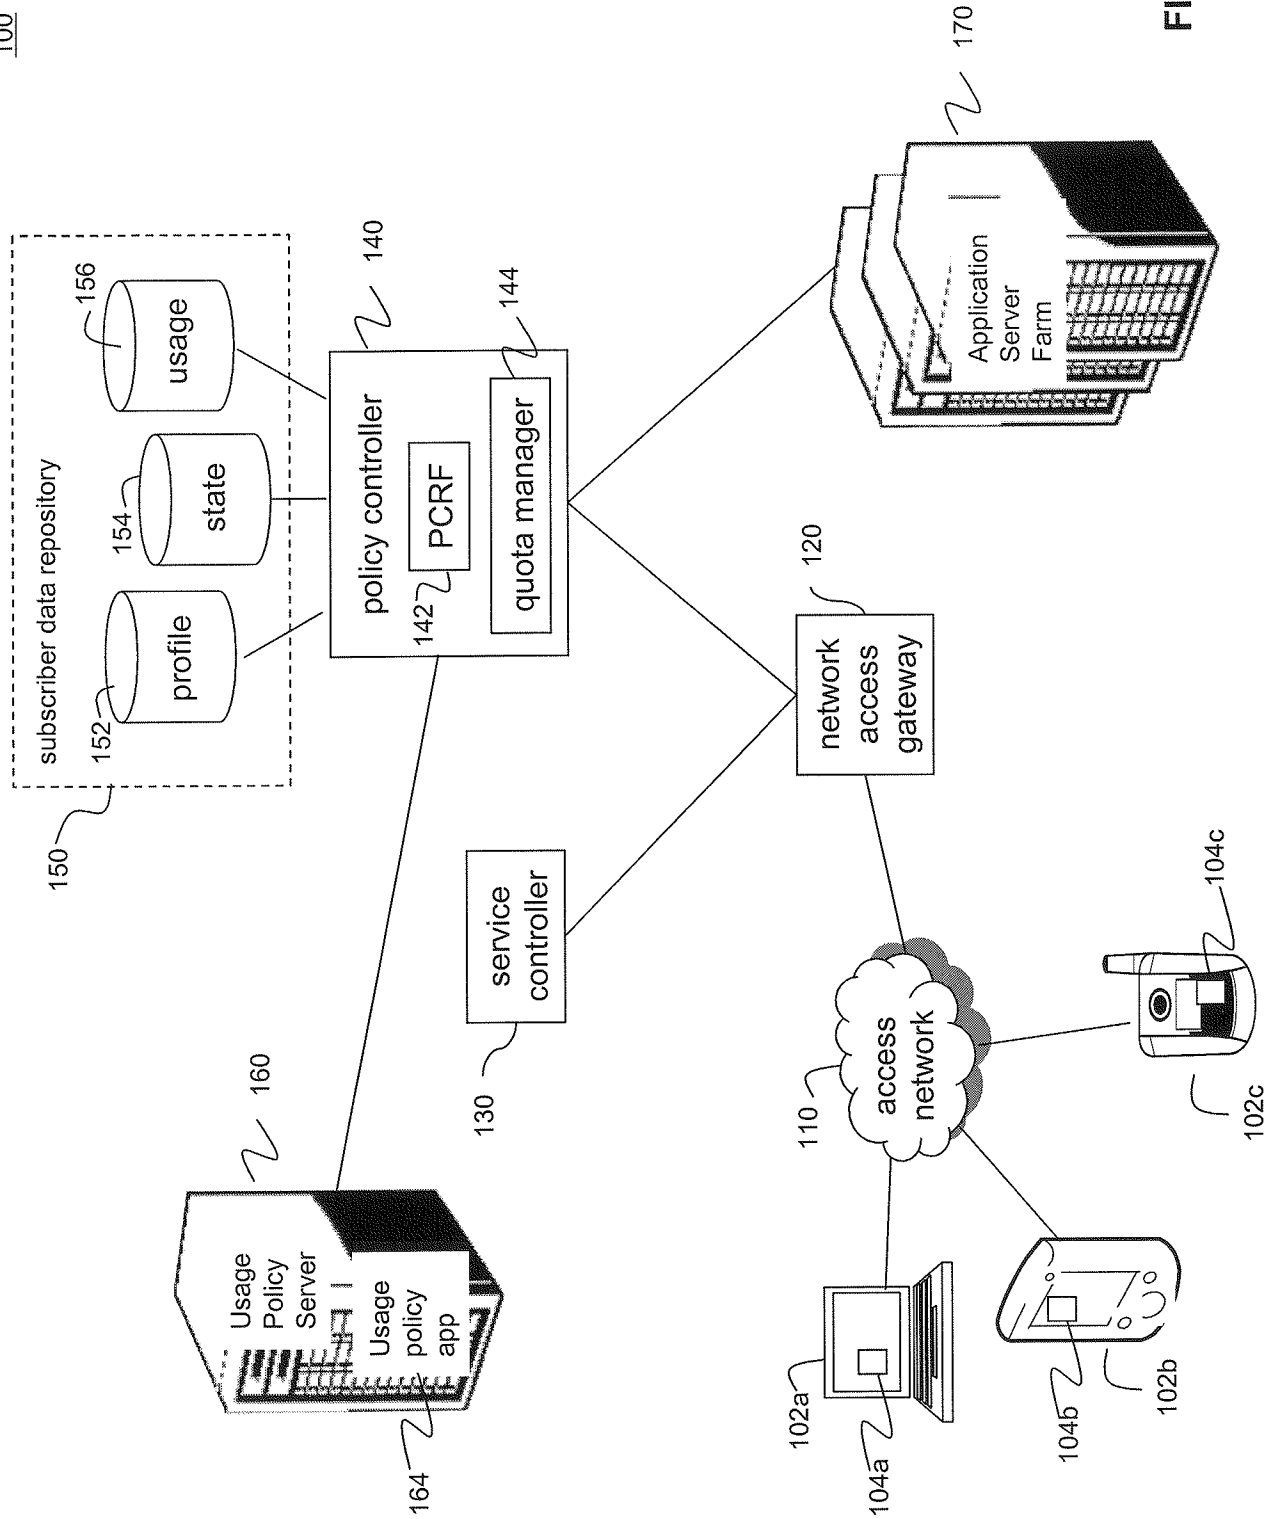 100
subscriber data repository
150
152
profile
154
state
156
usage
160
Usage
Policy
Server
Usage
policy
app
164
policy controller
140
142
PCRF
quota manager
144
service
controller
130
network
access
gateway
120
Application
Server
Farm
170
access
network
110
102a
104a
102b
104b
102c
104c